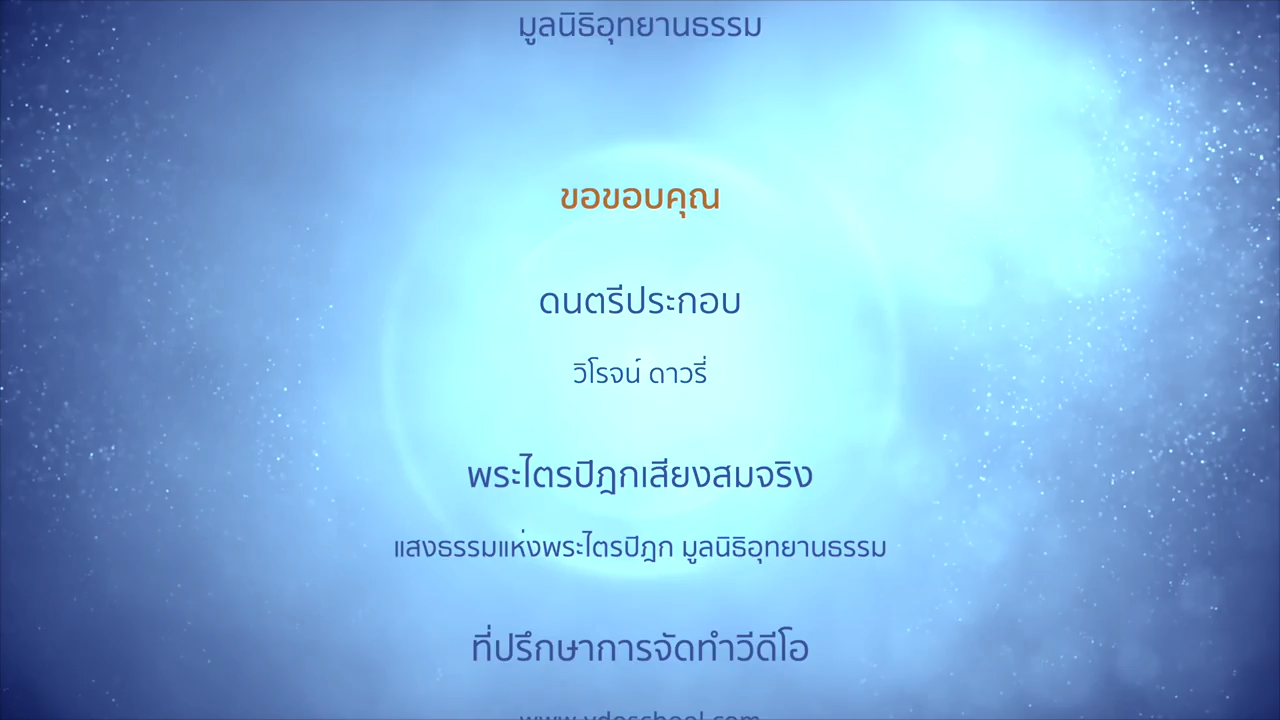 มูลนิธิอุทยานธรรม
ขอขอบคุณ
ดนตรีประกอบ
วิโรจน์ ดาวรี่
พระไตรปิฎกเสียงสมจริง
แสงธรรมแห่งพระไตรปิฎก มูลนิธิอุทยานธรรม
ที่ปรึกษาการจัดทำวีดีโอ